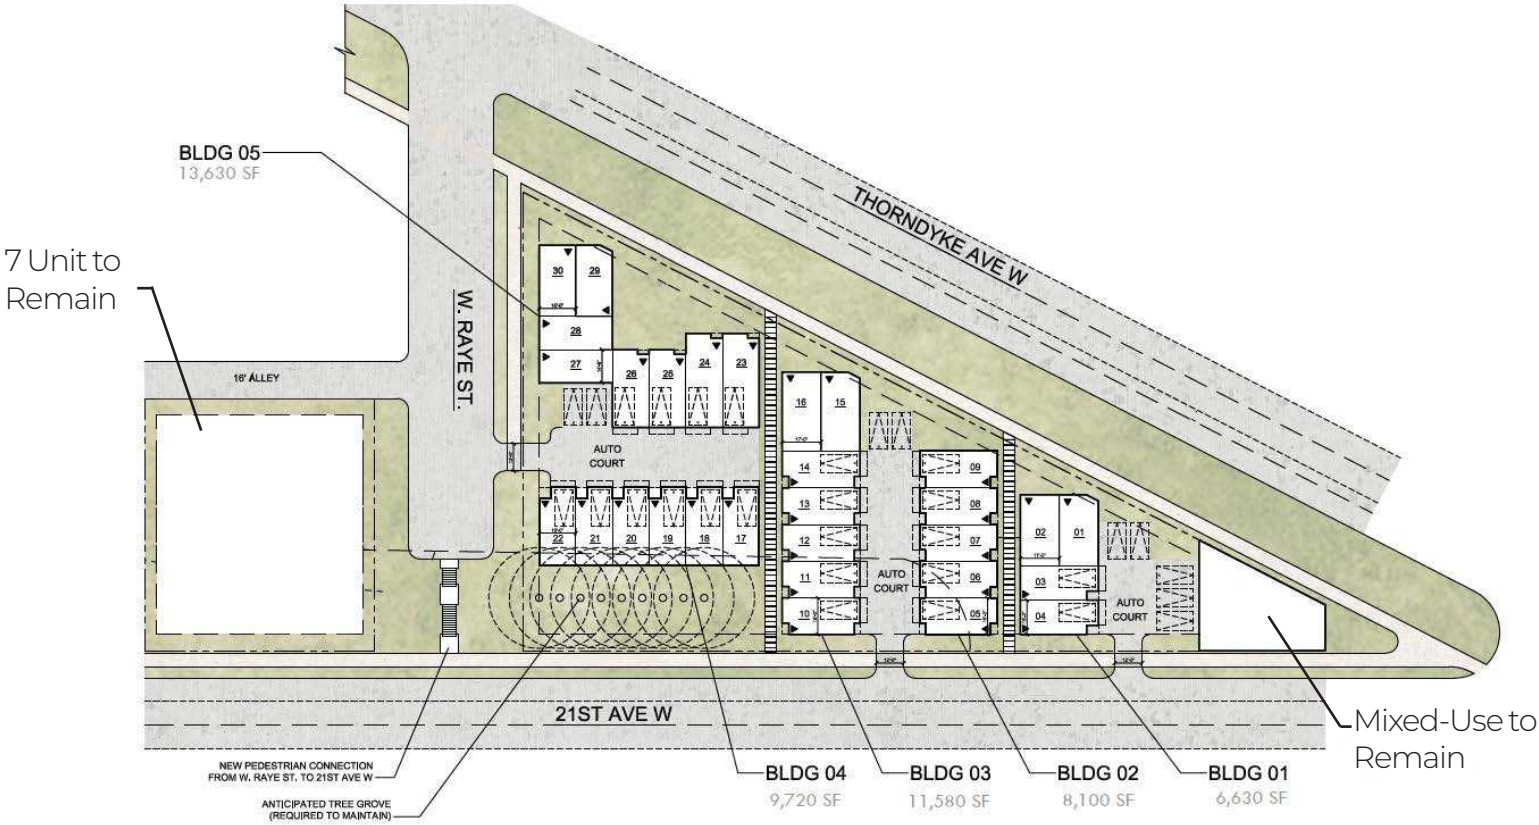 BLDG 05
13,630 SF
THORNDYKE AVE W
7 Unit to
Remain
W. RAYE ST.
30
29
28
27
26
25
24
23
16' ALLEY
16
15
AUTO
COURT
14
13
12
11
10
09
08
07
06
05
AUTO
COURT
22
21
20
19
18
17
02
01
03
04
AUTO
COURT
21ST AVE W
Mixed-Use to
Remain
NEW PEDESTRIAN CONNECTION
FROM W. RAYE ST. TO 21ST AVE W
ANTICIPATED TREE GROVE
(REQUIRED TO MAINTAIN)
BLDG 04
9,720 SF
BLDG 03
11,580 SF
BLDG 02
8,100 SF
BLDG 01
6,630 SF